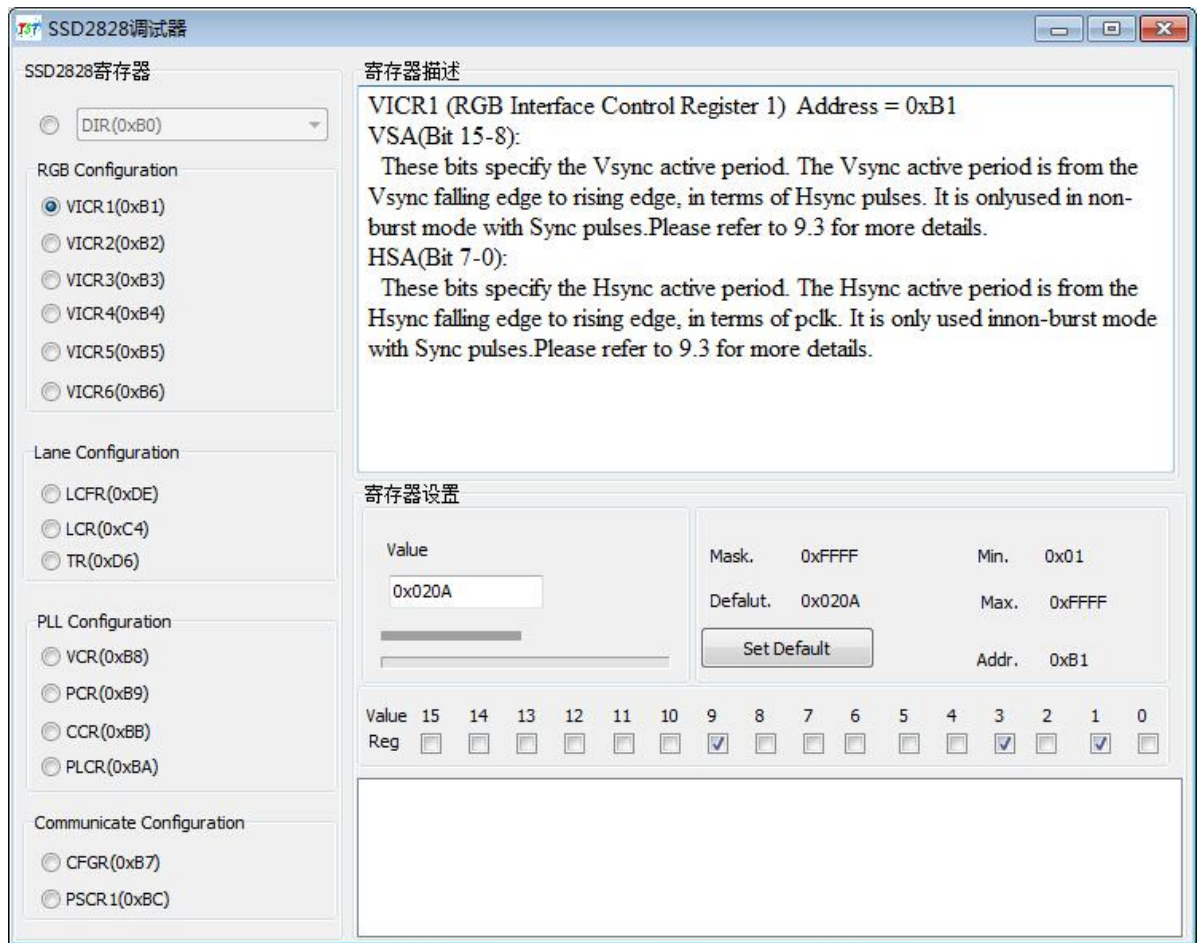 TST SSD2828调试器
SSD2828寄存器
DIR(0xB0)
RGB Configuration
VICR1(0xB1)
VICR2(0xB2)
VICR3(0xB3)
VICR4(0xB4)
VICR5(0xB5)
VICR6(0xB6)
Lane Configuration
LCFR(0xDE)
LCR(0xC4)
TR(0xD6)
PLL Configuration
VCR(0xB8)
PCR(0xB9)
CCR(0xBB)
PLCR(0xBA)
Communicate Configuration
CFGR(0xB7)
PSCR1(0xBC)
寄存器描述
VICR1 (RGB Interface Control Register 1)  Address = 0xB1
VSA(Bit 15-8):
These bits specify the Vsync active period. The Vsync active period is from the
Vsync falling edge to rising edge, in terms of Hsync pulses. It is onlyused in non-
burst mode with Sync pulses.Please refer to 9.3 for more details.
HSA(Bit 7-0):
These bits specify the Hsync active period. The Hsync active period is from the
Hsync falling edge to rising edge, in terms of pclk. It is only used innon-burst mode
with Sync pulses.Please refer to 9.3 for more details.
寄存器设置
Value
0x020A
Mask. 0xFFFF Min. 0x01
Defalut. 0x020A Max. 0xFFFF
Set Default Addr. 0xB1
Value 15 14 13 12 11 10 9 8 7 6 5 4 3 2 1 0
Reg